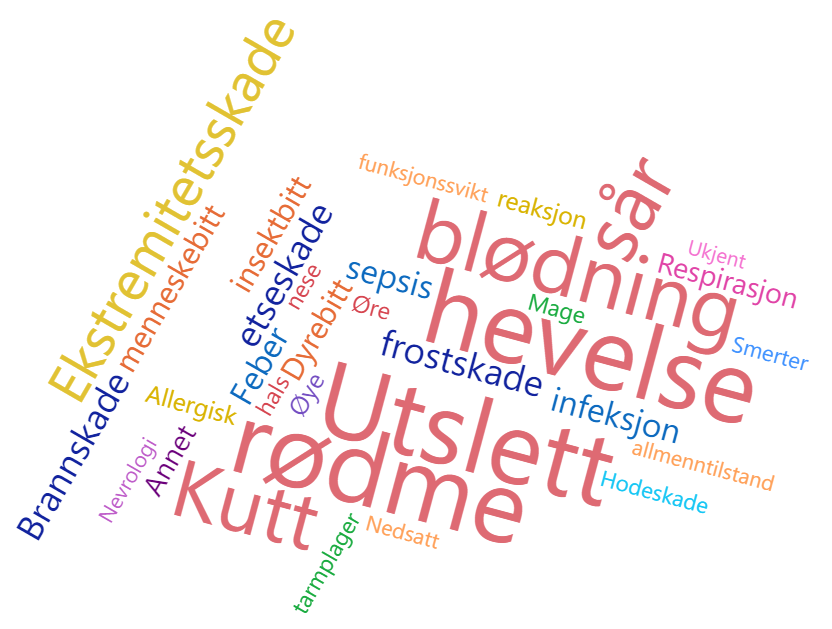 Ekstremitetsskade
funksjonssvikt
reaksjon
sår
blødning
insektbitt
menneskebitt
etseskade
nese
sepsis
Ukjent
Respirasjon
Øre
Mage
hevelse
Dyrebitt
Feber
frostskade
Smerter
Brannskade
Allergisk
hals
Øye
Utslett
infeksjon
rødme
allmenntilstand
Hodeskade
Annet
Nevrologi
Kutt
Nedsatt
tarmplager